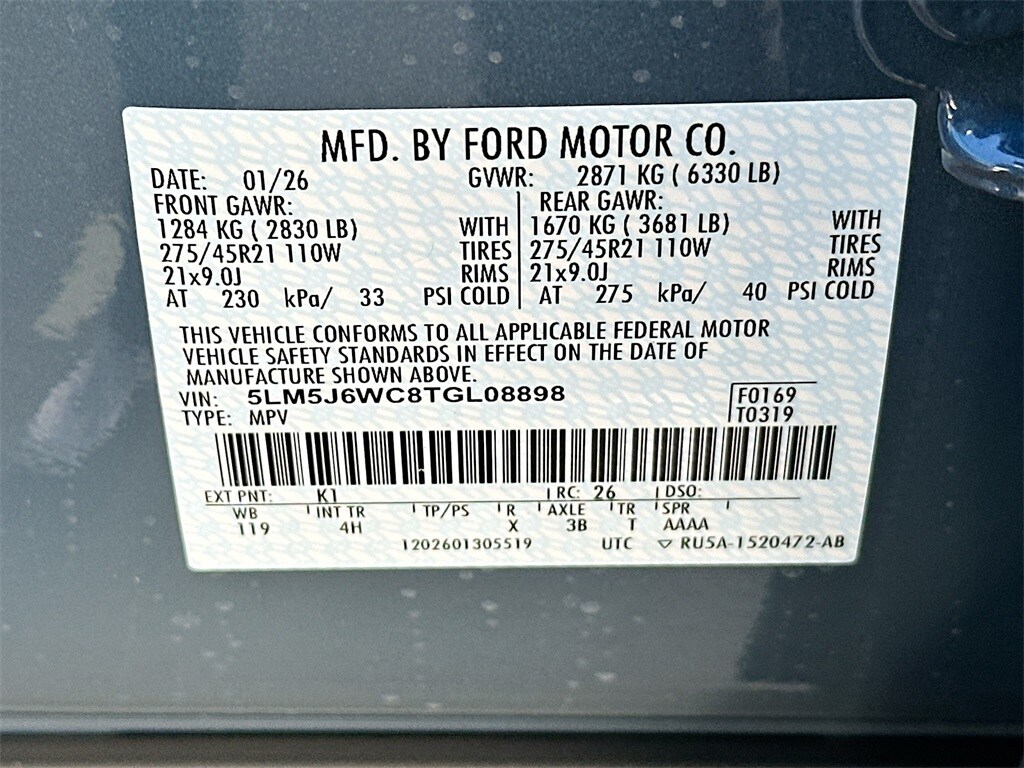 MFD. BY FORD MOTOR CO.
DATE: 01/26 GVWR: 2871 KG ( 6330 LB)
FRONT GAWR: REAR GAWR:
1284 KG ( 2830 LB) WITH 1670 KG ( 3681 LB) WITH
275/45R21 110W TIRES 275/45R21 110W TIRES
21x9.0J RIMS 21x9.0J RIMS
AT 230 kPa/ 33 PSI COLD AT 275 kPa/ 40 PSI COLD
THIS VEHICLE CONFORMS TO ALL APPLICABLE FEDERAL MOTOR
VEHICLE SAFETY STANDARDS IN EFFECT ON THE DATE OF
MANUFACTURE SHOWN ABOVE.
VIN: 5LM5J6WC8TGL08898 F0169
TYPE: MPV T0319
EXT PNT: K1 RC: 26 DSO:
WB INT TR TP/PS R AXLE TR SPR
119 4H X 3B T AAAA
1202601305519 UTC ▽ RU5A-1520472-AB